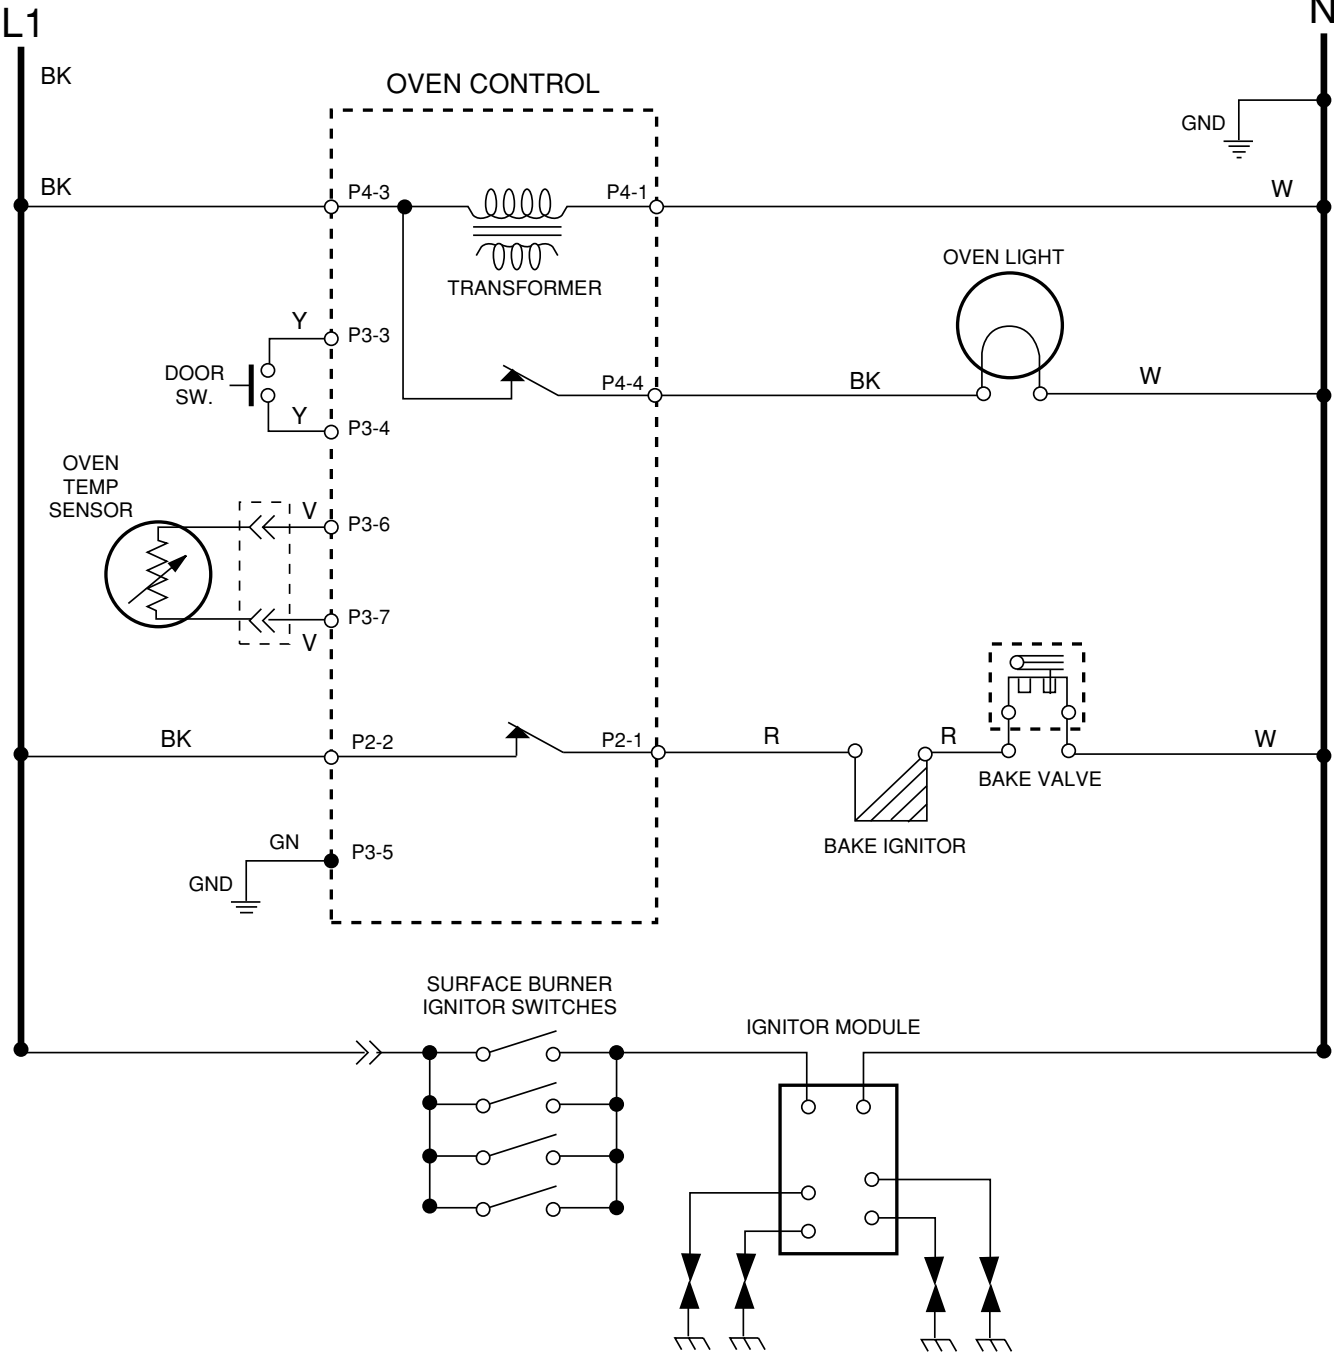 L1
N
BK
OVEN CONTROL
GND
BK
P4-3
P4-1
W
TRANSFORMER
OVEN LIGHT
Y
P3-3
DOOR
SW.
P4-4
BK
W
Y
P3-4
OVEN
TEMP
SENSOR
V
P3-6
P3-7
V
BK
P2-2
P2-1
R
R
W
BAKE VALVE
BAKE IGNITOR
GN
P3-5
GND
SURFACE BURNER
IGNITOR SWITCHES
IGNITOR MODULE